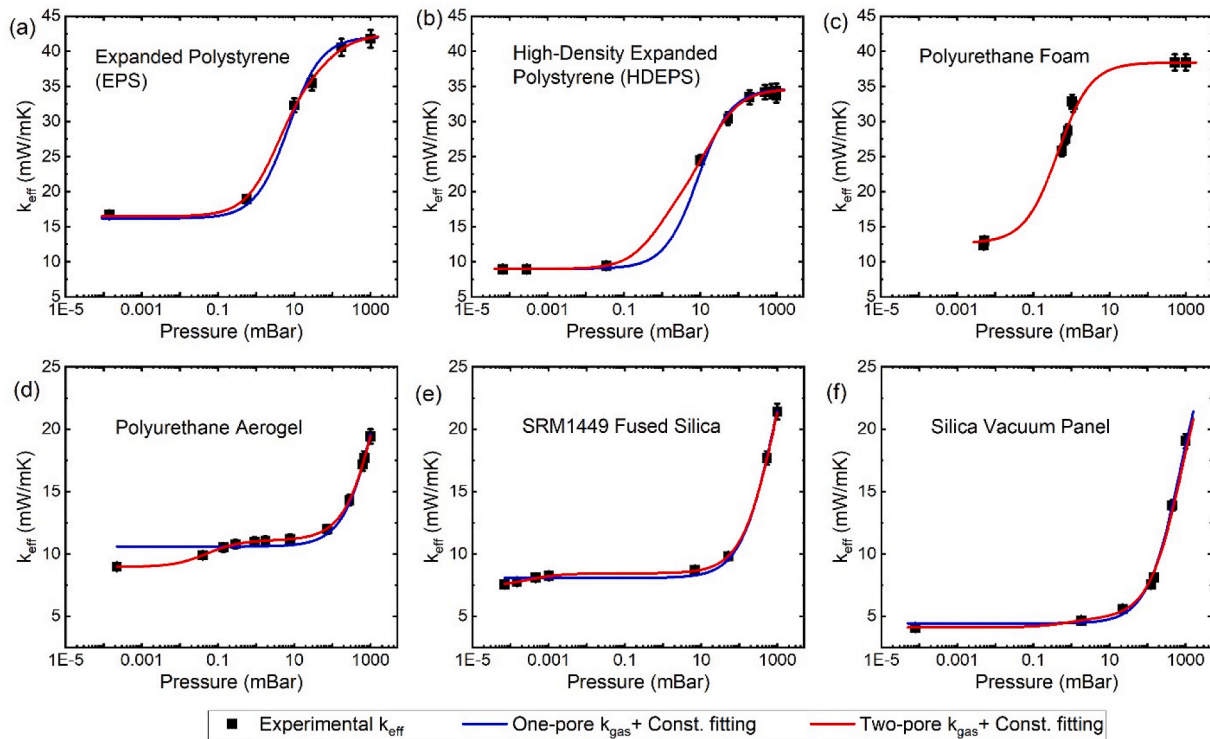 (a)
Expanded Polystyrene
(EPS)
k_eff (mW/mK)
45
40
35
30
25
20
15
10
5
1E-5 0.001 0.1 10 1000
Pressure (mBar)
(b)
High-Density Expanded
Polystyrene (HDEPS)
k_eff (mW/mK)
45
40
35
30
25
20
15
10
5
1E-5 0.001 0.1 10 1000
Pressure (mBar)
(c)
Polyurethane Foam
k_eff (mW/mK)
45
40
35
30
25
20
15
10
5
1E-5 0.001 0.1 10 1000
Pressure (mBar)
(d)
Polyurethane Aerogel
k_eff (mW/mK)
25
20
15
10
5
1E-5 0.001 0.1 10 1000
Pressure (mBar)
(e)
SRM1449 Fused Silica
k_eff (mW/mK)
25
20
15
10
5
1E-5 0.001 0.1 10 1000
Pressure (mBar)
(f)
Silica Vacuum Panel
k_eff (mW/mK)
25
20
15
10
5
1E-5 0.001 0.1 10 1000
Pressure (mBar)
Experimental k_eff One-pore k_gas+ Const. fitting Two-pore k_gas+ Const. fitting